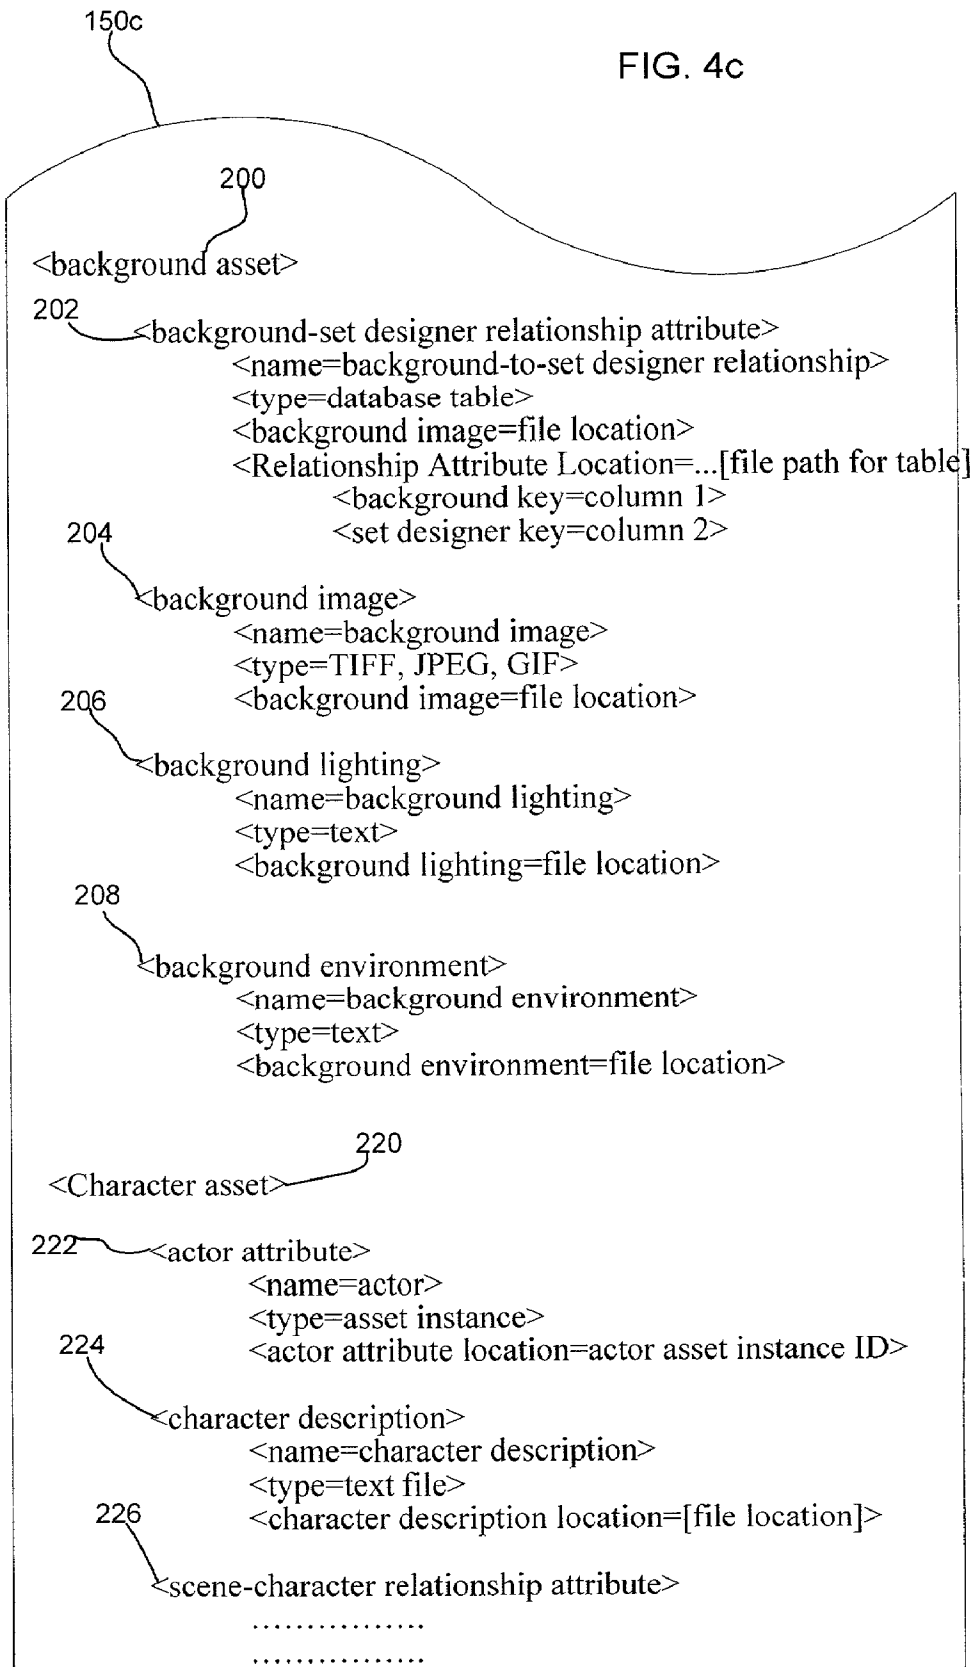 150c
FIG. 4c
200
<background asset>
202
<background-set designer relationship attribute>
<name=background-to-set designer relationship>
<type=database table>
<background image=file location>
<Relationship Attribute Location=...[file path for table]
<background key=column 1>
<set designer key=column 2>
204
<background image>
<name=background image>
<type=TIFF, JPEG, GIF>
<background image=file location>
206
<background lighting>
<name=background lighting>
<type=text>
<background lighting=file location>
208
<background environment>
<name=background environment>
<type=text>
<background environment=file location>
220
<Character asset>
222
<actor attribute>
<name=actor>
<type=asset instance>
<actor attribute location=actor asset instance ID>
224
<character description>
<name=character description>
<type=text file>
<character description location=[file location]>
226
<scene-character relationship attribute>
................
................